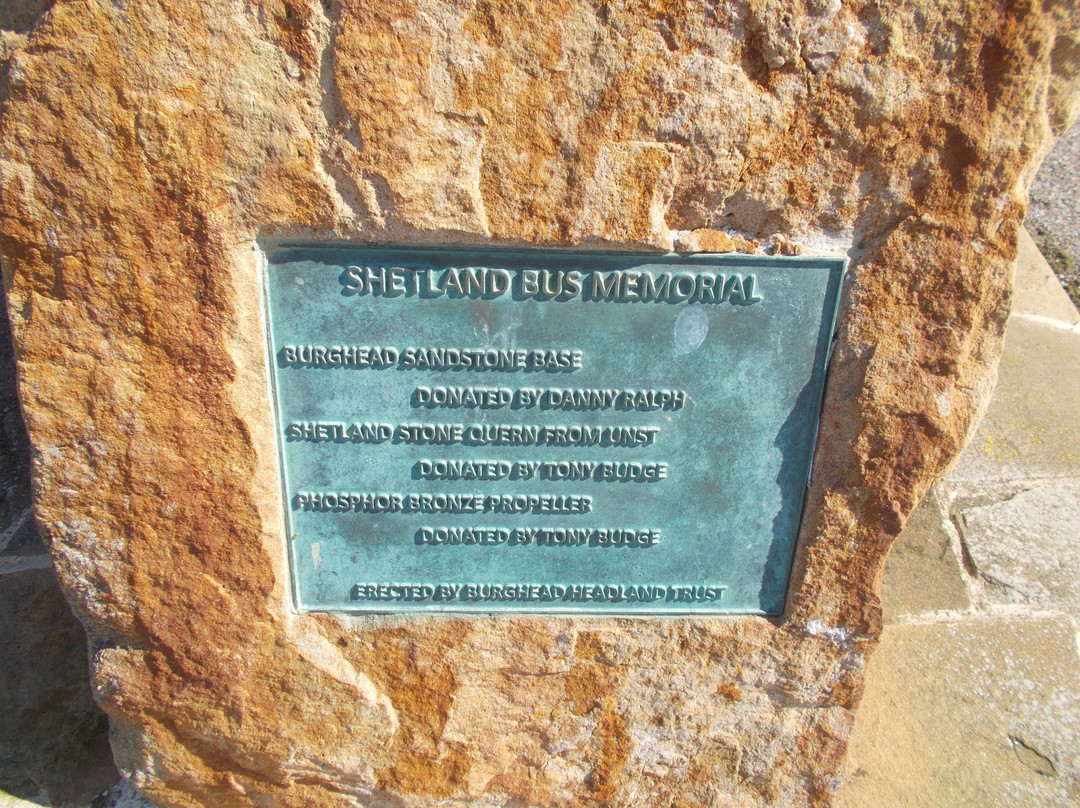 SHETLAND BUS MEMORIAL
BURGHEAD SANDSTONE BASE
DONATED BY DANNY RALPH
SHETLAND STONE QUERN FROM UNST
DONATED BY TONY BUDGE
PHOSPHOR BRONZE PROPELLER
DONATED BY TONY BUDGE
ERECTED BY BURGHEAD HEADLAND TRUST